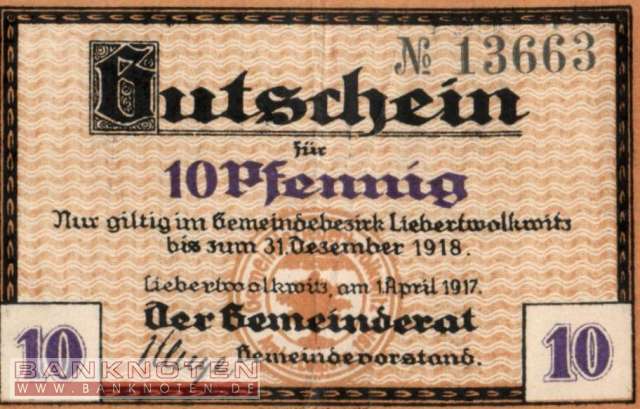 № 13663
Gutschein
für
10 Pfennig
Nur giltig im Gemeindebezirk Liebertwolkwitz
bis zum 31. Dezember 1918.
Liebertwolkwitz, am 1. April 1917.
Der Gemeinderat
Gemeindevorstand.
10
10
BANKNOTEN
WWW.BANKNOTEN.DE